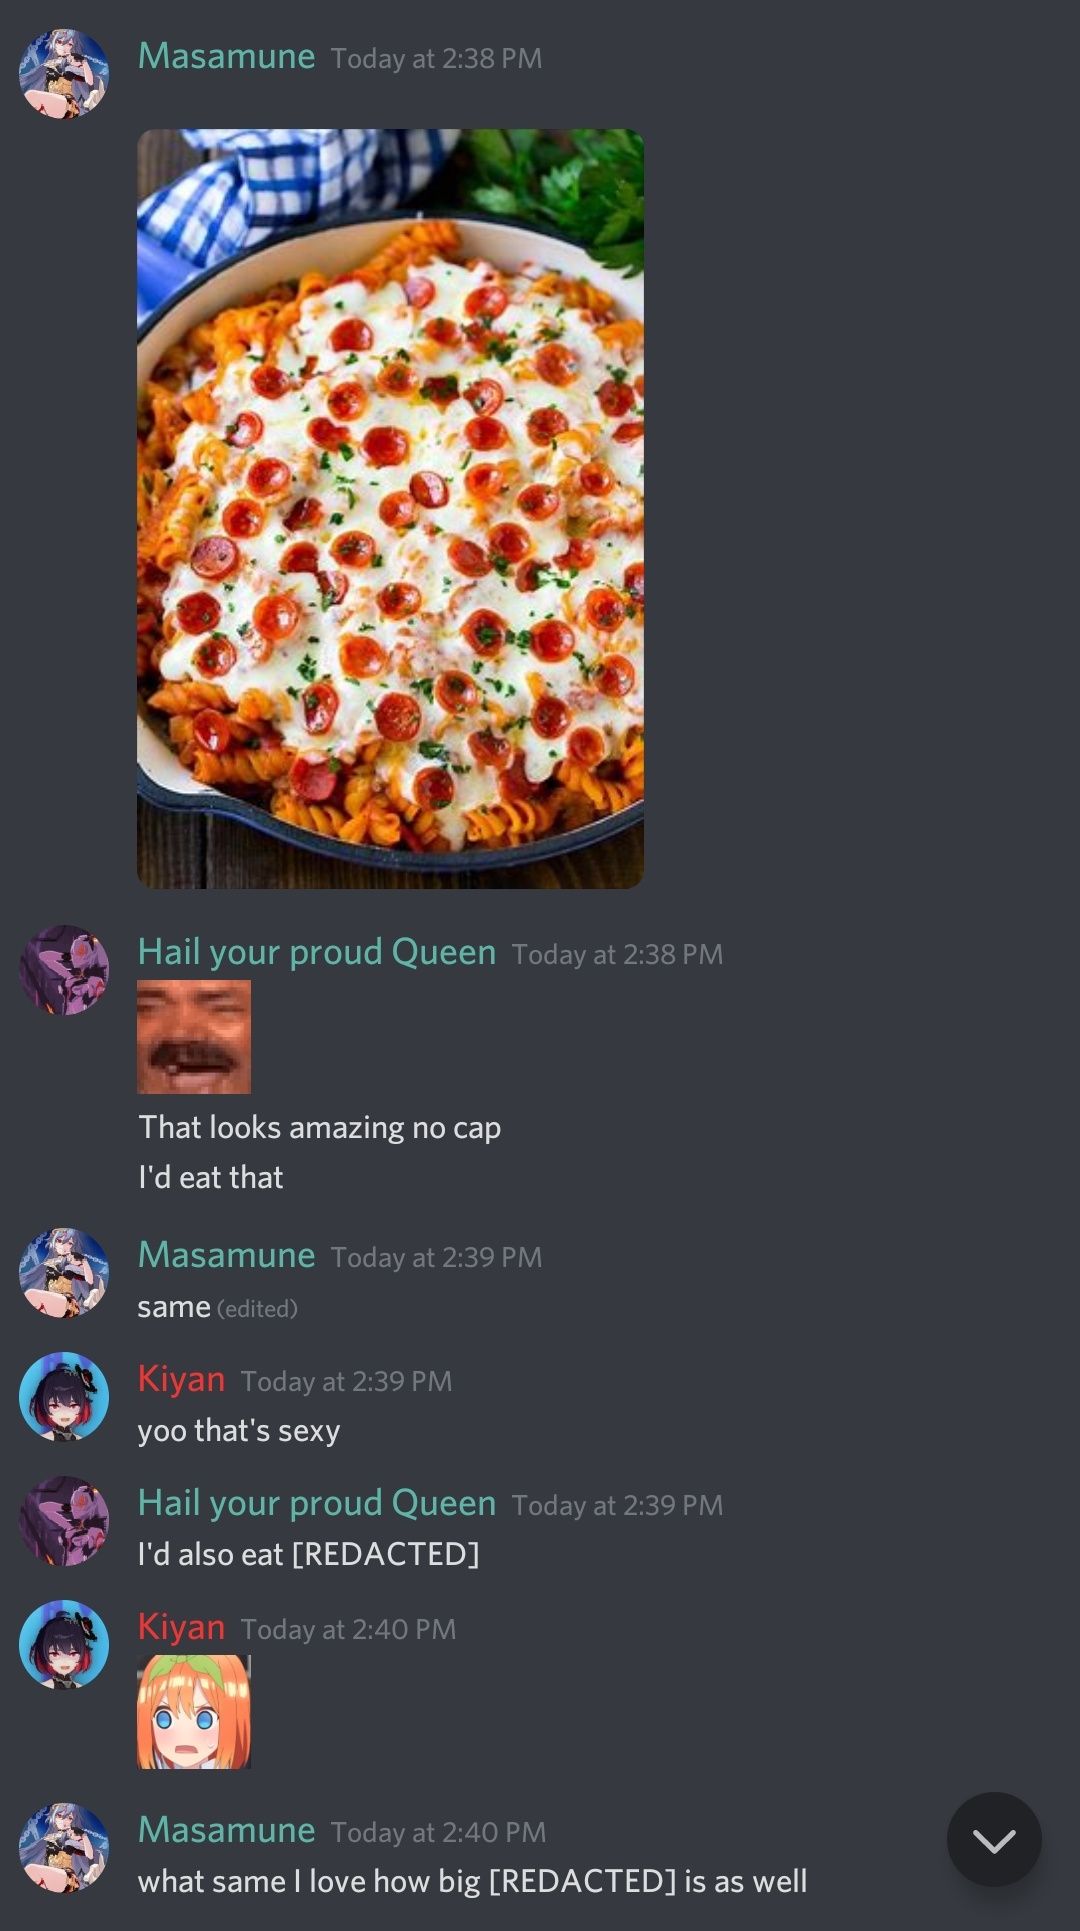 Masamune Today at 2:38 PM
Hail your proud Queen Today at 2:38 PM
That looks amazing no cap
I'd eat that
Masamune Today at 2:39 PM
same (edited)
Kiyan Today at 2:39 PM
yoo that's sexy
Hail your proud Queen Today at 2:39 PM
I'd also eat [REDACTED]
Kiyan Today at 2:40 PM
Masamune Today at 2:40 PM
what same I love how big [REDACTED] is as well